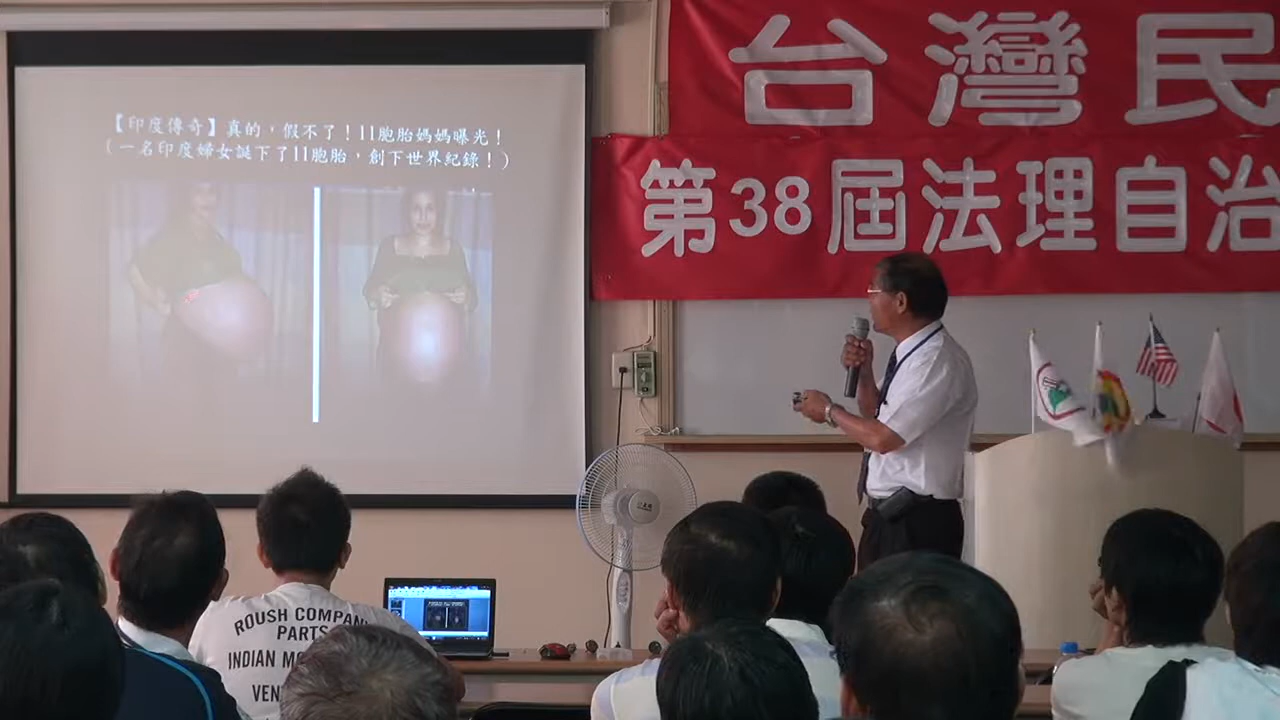 【印度傳奇】真的，假不了！11胞胎媽媽曝光！
（一名印度婦女誕下了11胞胎，創下世界紀錄！）
台灣民
第38屆法理自治
ROUSH COMPAN
PARTS
INDIAN MO
VEN